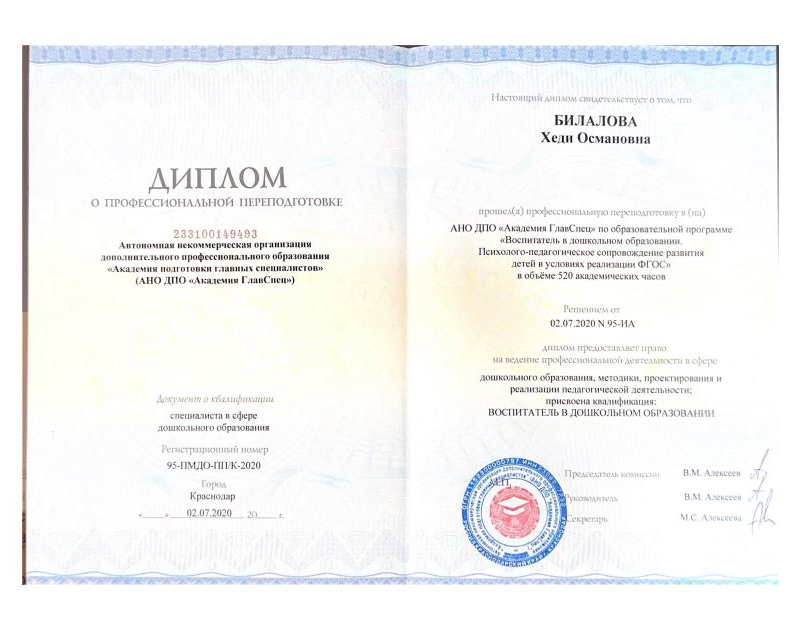 ДИПЛОМ
О ПРОФЕССИОНАЛЬНОЙ ПЕРЕПОДГОТОВКЕ
233100149493
Автономная некоммерческая организация
дополнительного профессионального образования
«Академия подготовки главных специалистов»
(АНО ДПО «Академия ГлавСпец»)
Документ о квалификации
специалиста в сфере
дошкольного образования
Регистрационный номер
95-ПМДО-ПП/К-2020
Город
Краснодар
«____» ____ 02.07.2020 ____ 20____ г.
Настоящий диплом свидетельствует о том, что
БИЛАЛОВА
Хеди Османовна
прошел(а) профессиональную переподготовку в (на)
АНО ДПО «Академия ГлавСпец» по образовательной программе
«Воспитатель в дошкольном образовании.
Психолого-педагогическое сопровождение развития
детей в условиях реализации ФГОС»
в объёме 520 академических часов
Решением от
02.07.2020 N 95-ИА
диплом предоставляет право
на ведение профессиональной деятельности в сфере
дошкольного образования, методики, проектирования и
реализации педагогической деятельности;
присвоена квалификация:
ВОСПИТАТЕЛЬ В ДОШКОЛЬНОМ ОБРАЗОВАНИИ
Председатель комиссии В.М. Алексеев
М.П.
Руководитель В.М. Алексеев
Секретарь М.С. Алексеева